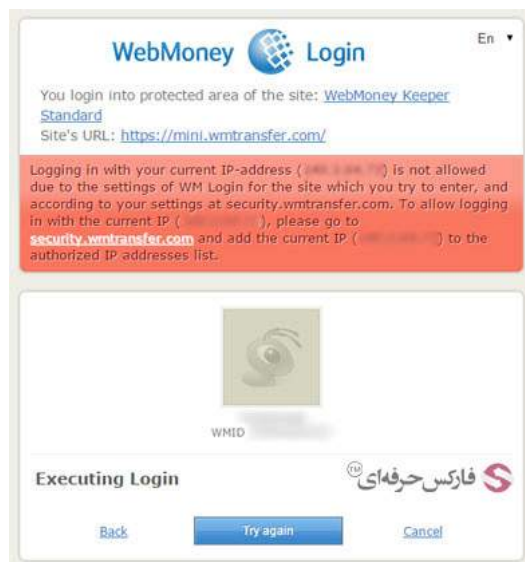 WebMoney Login
En
You login into protected area of the site: WebMoney Keeper
Standard
Site's URL: https://mini.wmtransfer.com/
Logging in with your current IP-address ( ) is not allowed
due to the settings of WM Login for the site which you try to enter, and
according to your settings at security.wmtransfer.com. To allow logging
in with the current IP ( ), please go to
security.wmtransfer.com and add the current IP ( ) to the
authorized IP addresses list.
WMID
Executing Login
فارکس حرفه‌ای TM
Back
Try again
Cancel